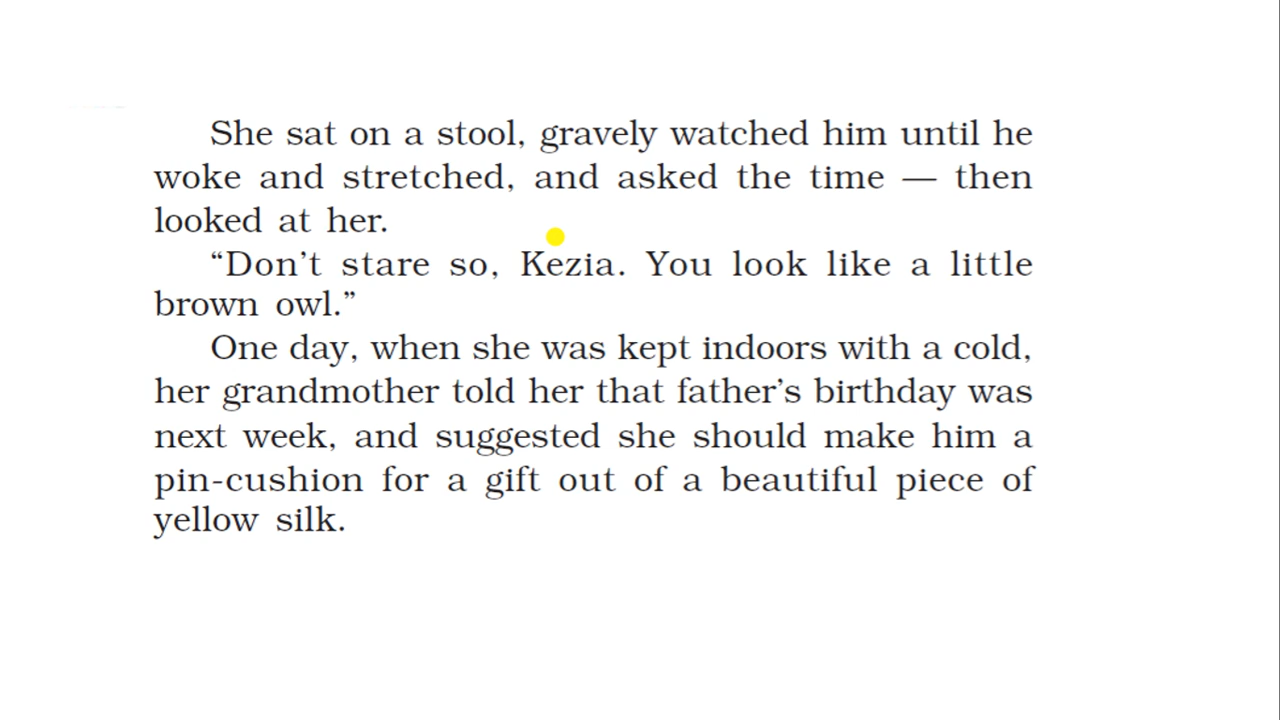 She sat on a stool, gravely watched him until he
woke and stretched, and asked the time — then
looked at her.
“Don’t stare so, Kezia. You look like a little
brown owl.”
One day, when she was kept indoors with a cold,
her grandmother told her that father’s birthday was
next week, and suggested she should make him a
pin-cushion for a gift out of a beautiful piece of
yellow silk.